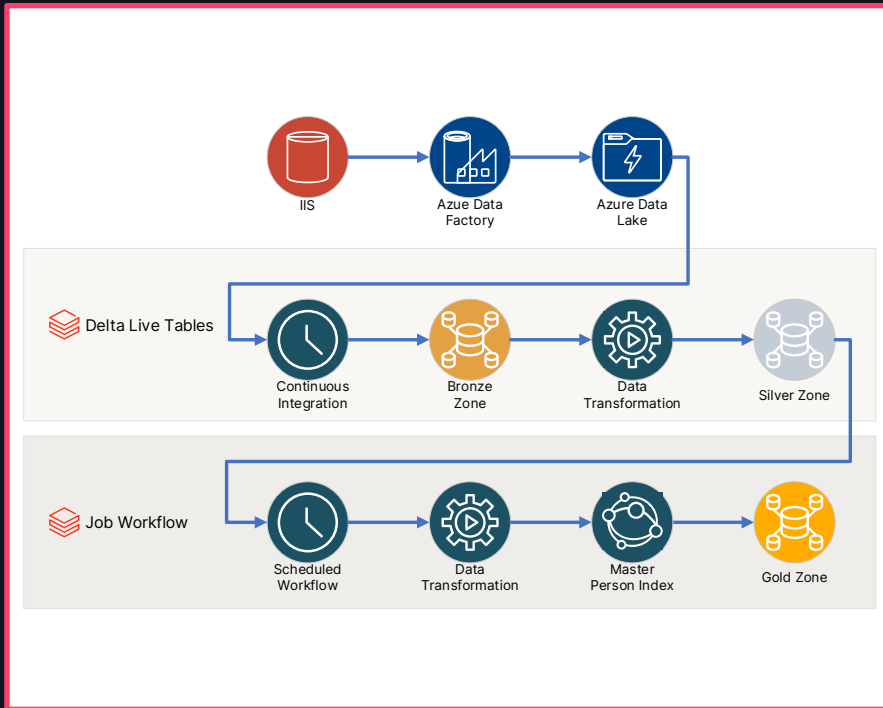 IIS
Azue Data
Factory
Azure Data
Lake
Delta Live Tables
Continuous
Integration
Bronze
Zone
Data
Transformation
Silver Zone
Job Workflow
Scheduled
Workflow
Data
Transformation
Master
Person Index
Gold Zone